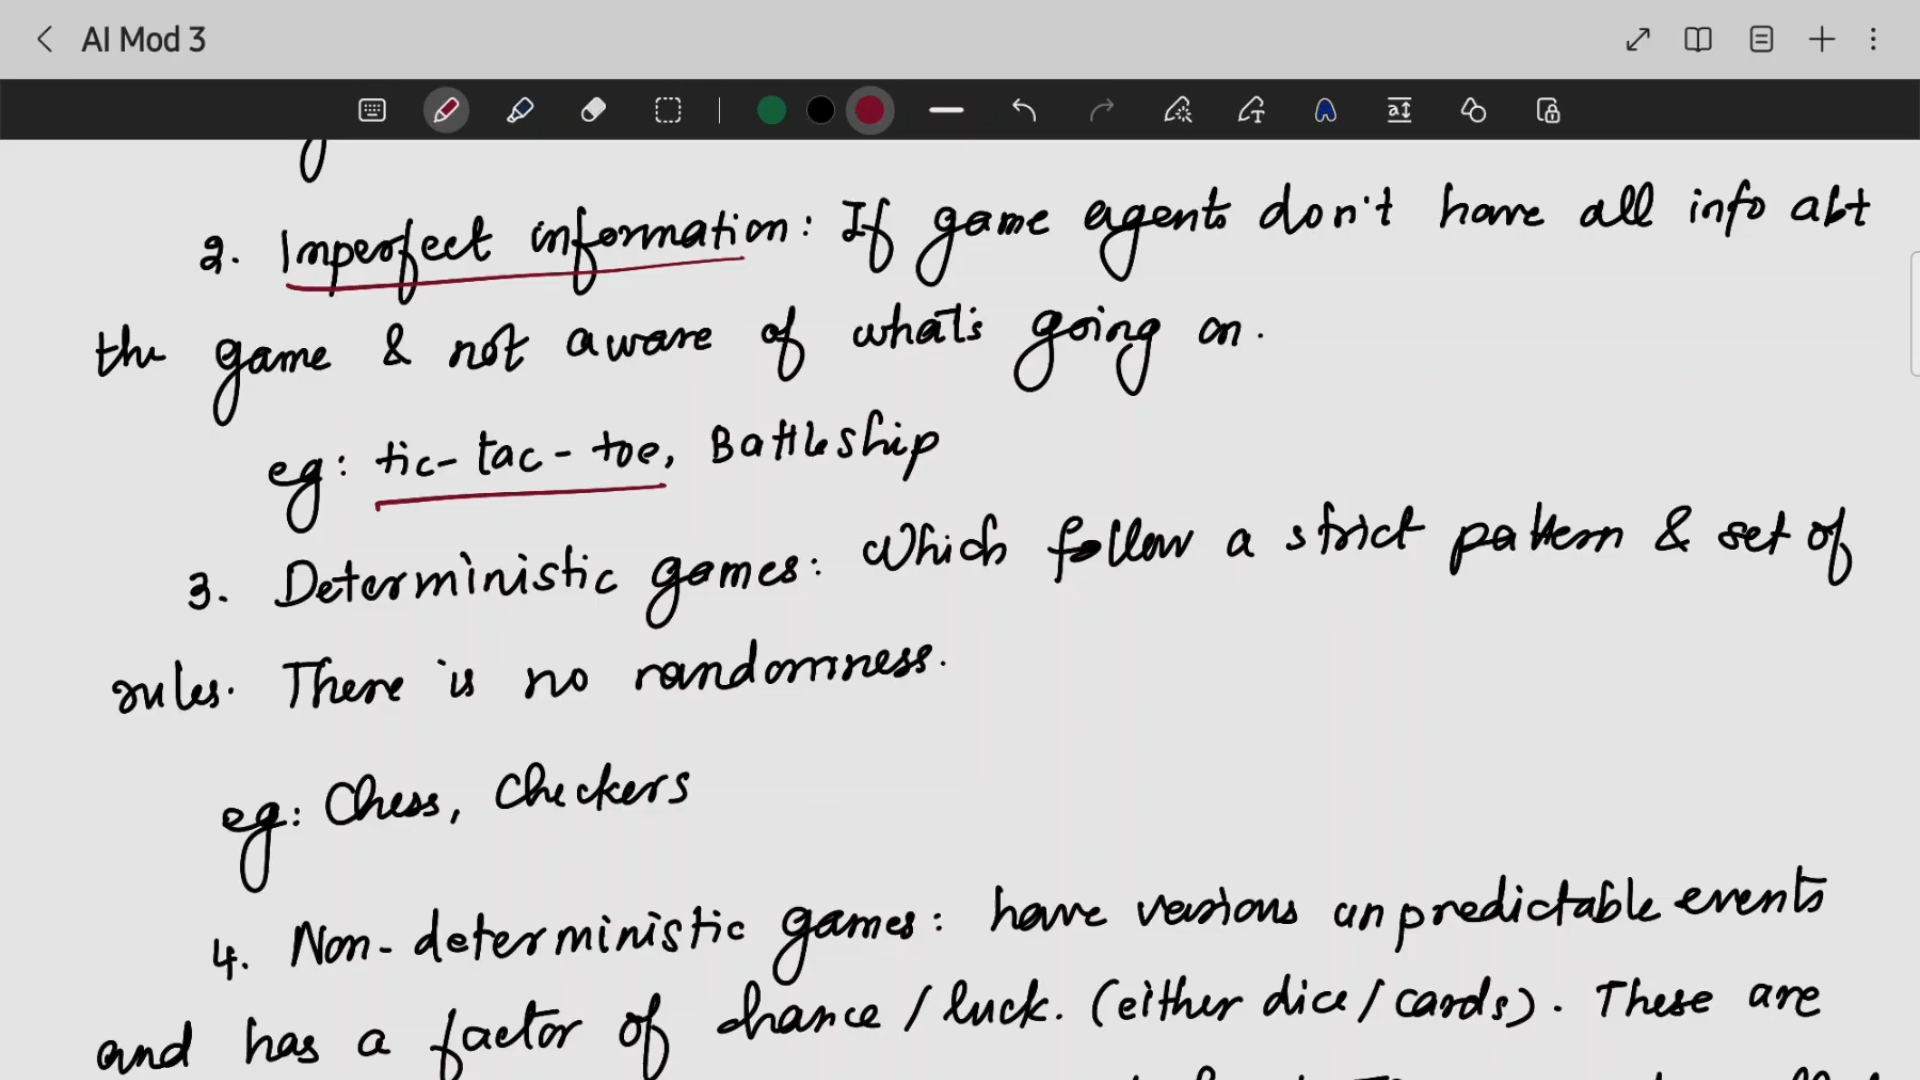 AI Mod 3
2. Imperfect information: If game agents don't have all info abt
the game & not aware of what's going on.
eg: tic-tac-toe, Battleship
3. Deterministic games: Which follow a strict pattern & set of
rules. There is no randomness.
eg: Chess, Checkers
4. Non-deterministic games: have various unpredictable events
and has a factor of chance / luck. (either dice / cards). These are